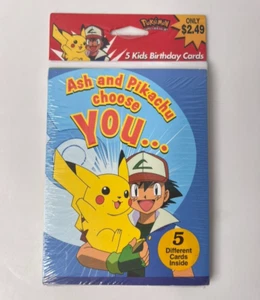 Pokémon
ONLY
$2.49
5 Kids Birthday Cards
Ash and Pikachu
choose
YOU...
5
Different
Cards
Inside